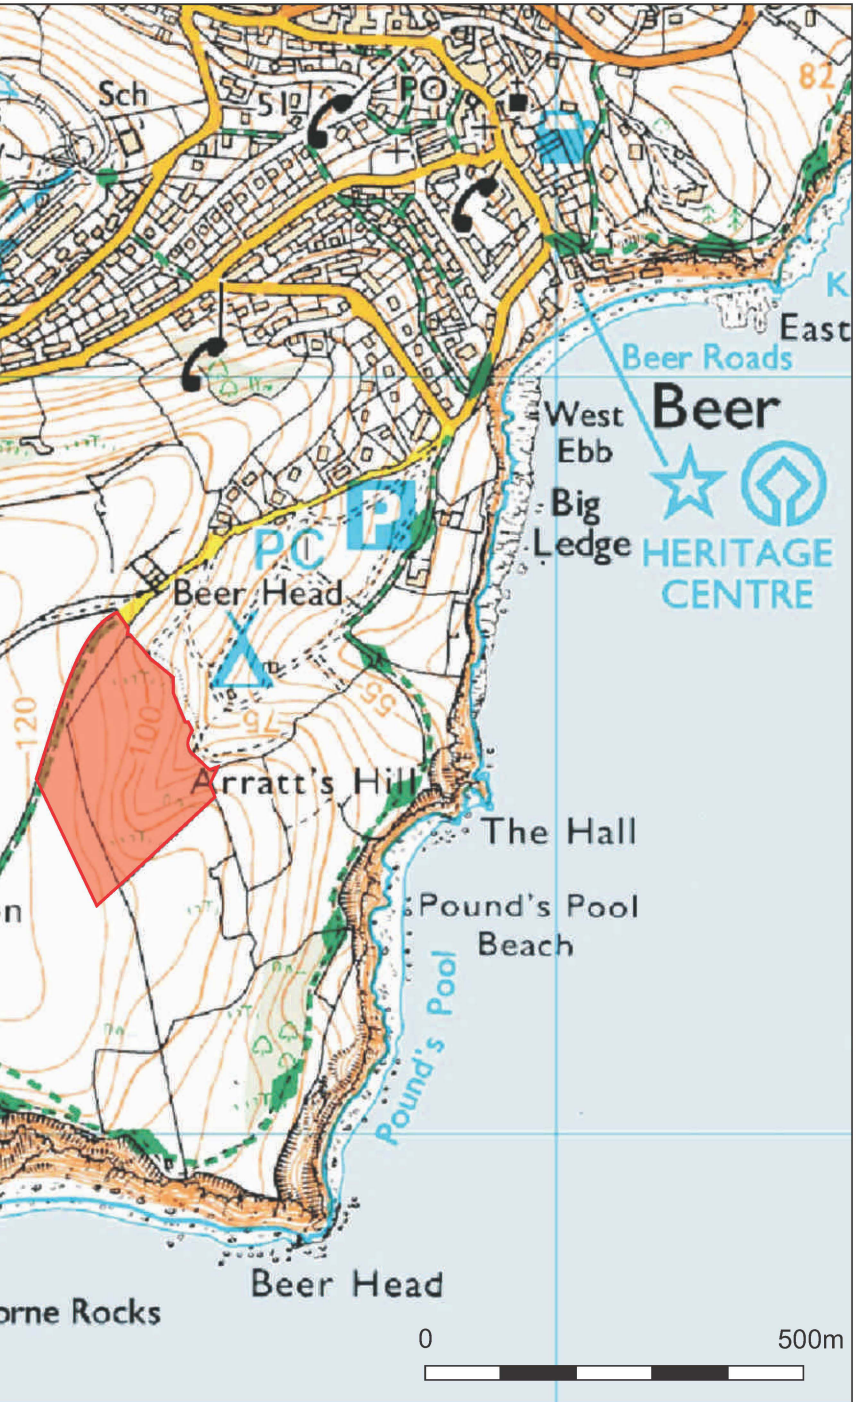 Sch
51
PO
82
K
East
Beer Roads
West
Ebb
Beer
Big
Ledge
HERITAGE
CENTRE
P
PC
Beer Head
120
100
75
55
Arratt's Hill
The Hall
n
Pound's Pool
Beach
Pound's Pool
Beer Head
orne Rocks
0
500m